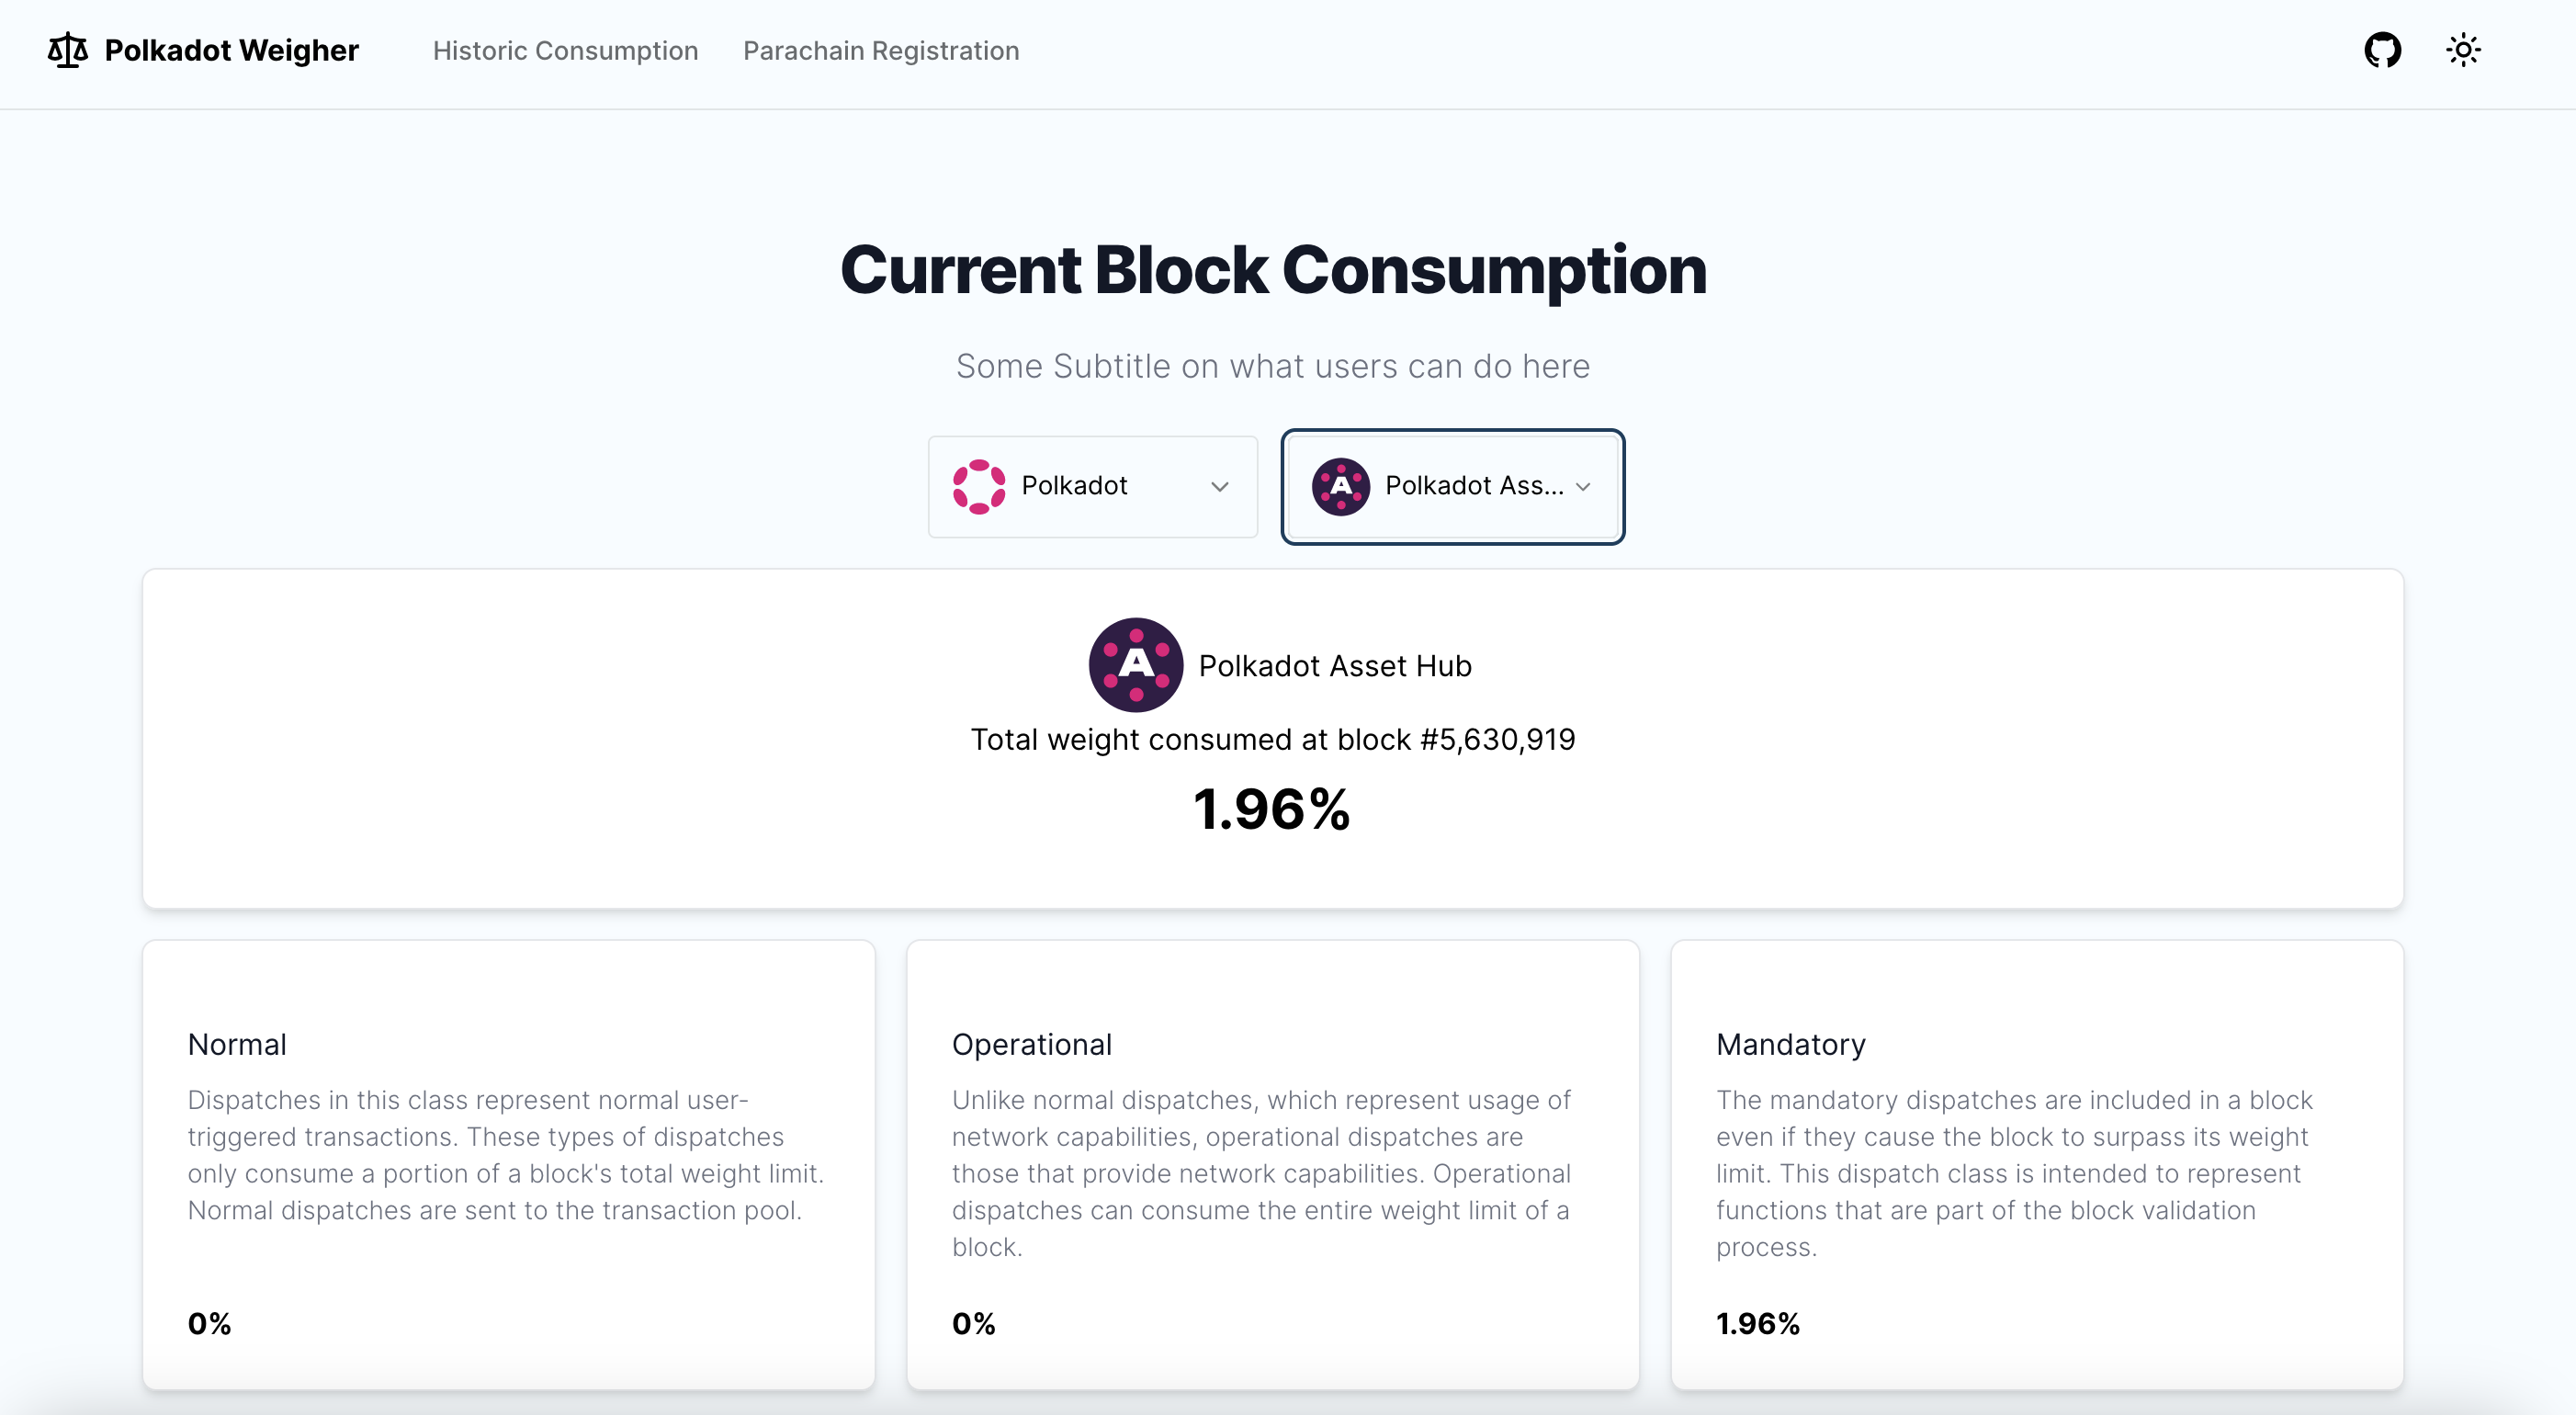 Polkadot Weigher
Historic Consumption
Parachain Registration
Current Block Consumption
Some Subtitle on what users can do here
Polkadot
A
Polkadot Ass...
A
Polkadot Asset Hub
Total weight consumed at block #5,630,919
1.96%
Normal
Dispatches in this class represent normal user-
triggered transactions. These types of dispatches
only consume a portion of a block's total weight limit.
Normal dispatches are sent to the transaction pool.
0%
Operational
Unlike normal dispatches, which represent usage of
network capabilities, operational dispatches are
those that provide network capabilities. Operational
dispatches can consume the entire weight limit of a
block.
0%
Mandatory
The mandatory dispatches are included in a block
even if they cause the block to surpass its weight
limit. This dispatch class is intended to represent
functions that are part of the block validation
process.
1.96%